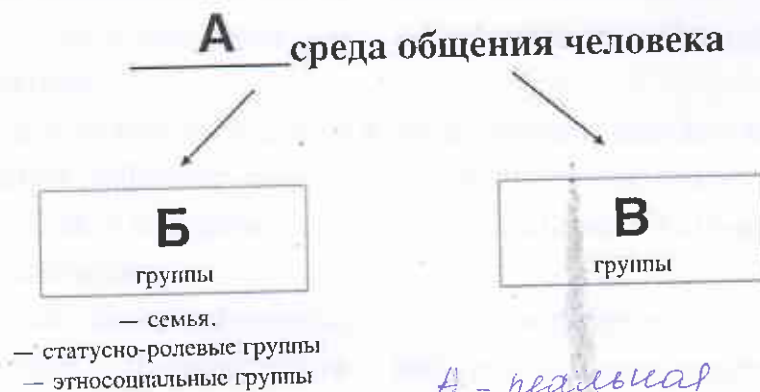 А среда общения человека
Б
группы
В
группы
— семья.
— статусно-ролевые группы
— этносоциальные группы
А - реальная